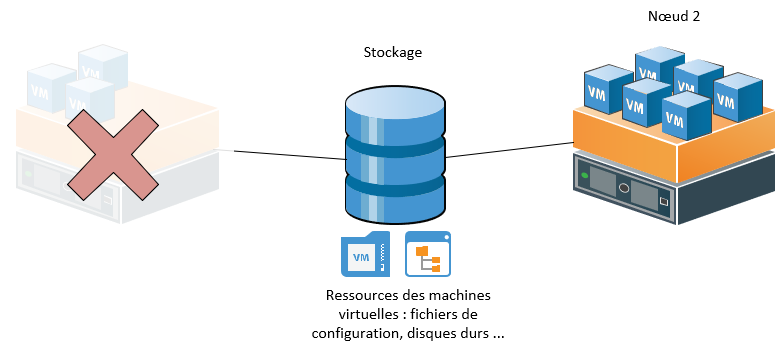 Nœud 2
Stockage
VM
VM
VM
VM
VM
VM
VM
VM
VM
VM
VM
Ressources des machines
virtuelles : fichiers de
configuration, disques durs ...